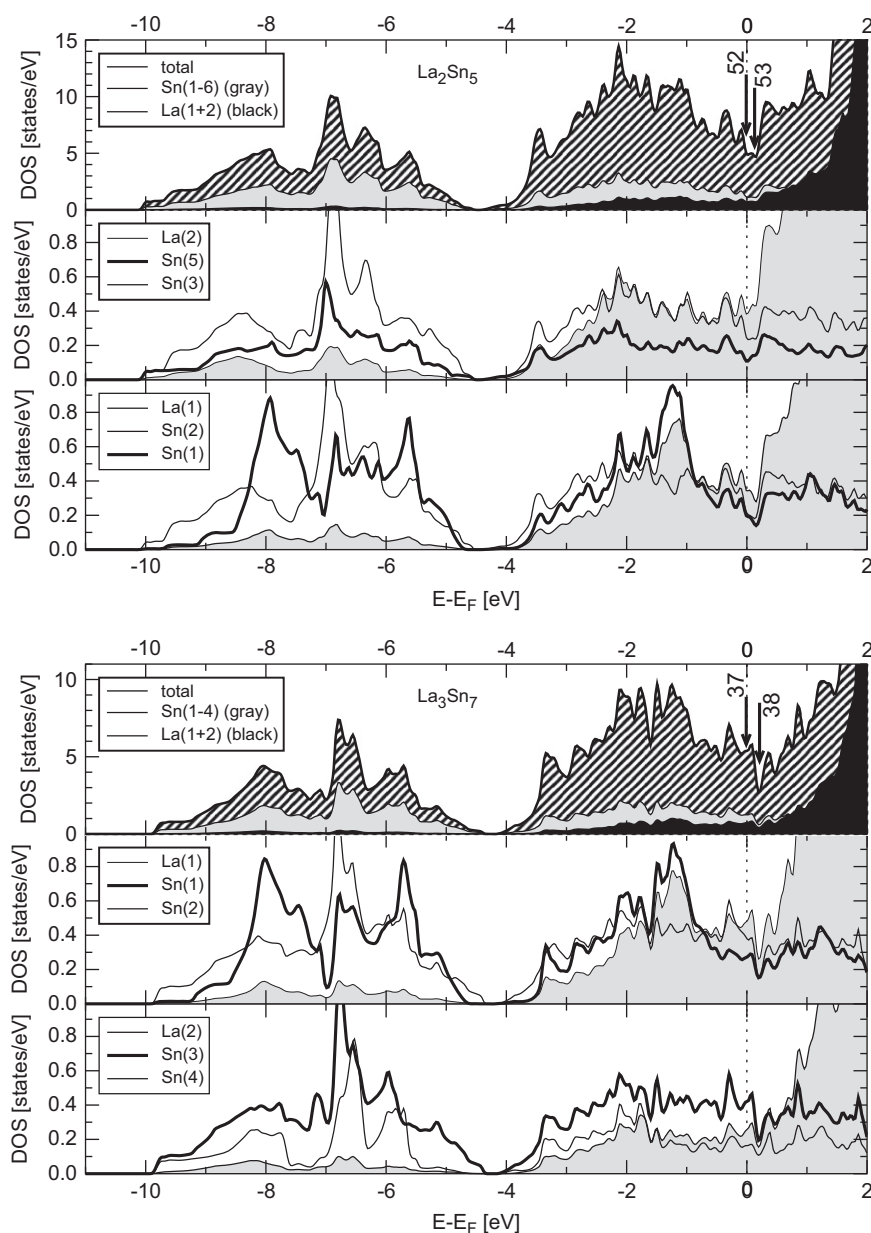 -10 -8 -6 -4 -2 0 2
15
10
5
0
DOS [states/eV]
total
Sn(1-6) (gray)
La(1+2) (black)
La2Sn5
52
53
0.8
0.6
0.4
0.2
0.0
DOS [states/eV]
La(2)
Sn(5)
Sn(3)
0.8
0.6
0.4
0.2
0.0
DOS [states/eV]
La(1)
Sn(2)
Sn(1)
-10 -8 -6 -4 -2 0 2
E-EF [eV]
-10 -8 -6 -4 -2 0 2
10
5
0
DOS [states/eV]
total
Sn(1-4) (gray)
La(1+2) (black)
La3Sn7
37
38
0.8
0.6
0.4
0.2
0.0
DOS [states/eV]
La(1)
Sn(1)
Sn(2)
0.8
0.6
0.4
0.2
0.0
DOS [states/eV]
La(2)
Sn(3)
Sn(4)
-10 -8 -6 -4 -2 0 2
E-EF [eV]